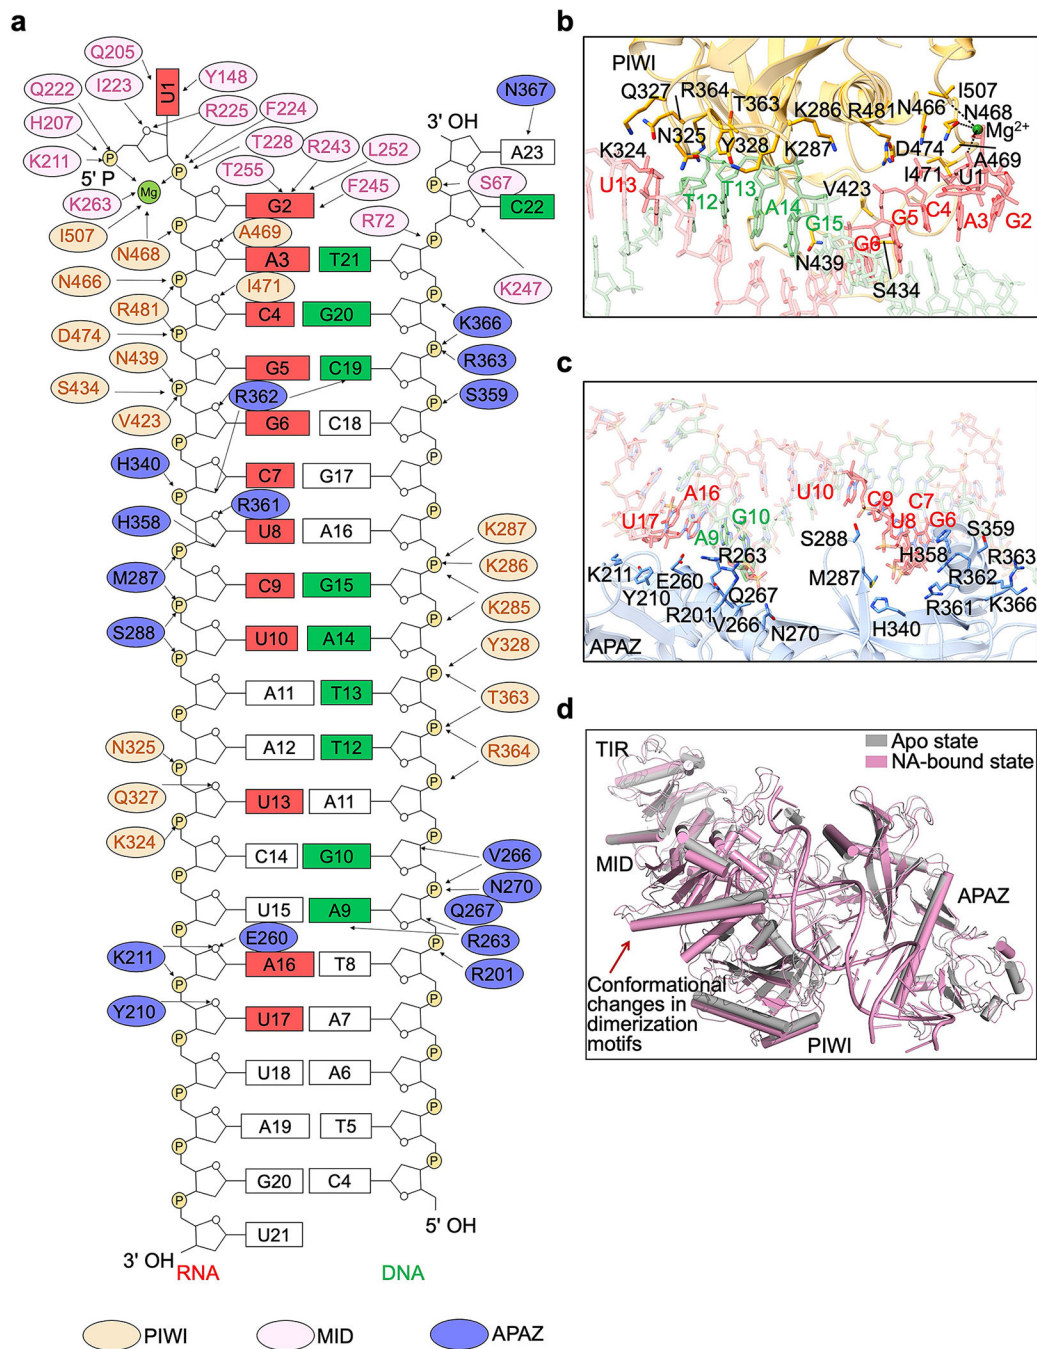 a
Q205
Q222
I223
U1
Y148
H207
R225
F224
K211
P
5' P
T228
R243
L252
Mg
K263
T255
F245
I507
N468
G2
A469
N466
A3
T21
I471
R481
C4
G20
D474
N439
G5
C19
S434
R362
V423
G6
C18
H340
C7
G17
R361
H358
U8
A16
M287
C9
G15
S288
U10
A14
A11
T13
N325
A12
T12
Q327
U13
A11
K324
C14
G10
U15
A9
K211
E260
A16
T8
Y210
U17
A7
U18
A6
A19
T5
G20
C4
U21
3' OH
RNA
DNA
5' OH
3' OH
N367
A23
S67
C22
R72
K247
K366
R363
S359
K287
K286
K285
Y328
T363
R364
V266
N270
Q267
R263
R201
PIWI
MID
APAZ
b
PIWI
Q327
R364
T363
K286
R481
N466
I507
N468
Mg2+
N325
Y328
K287
D474
A469
K324
I471
U1
U13
T12
T13
A14
G15
V423
G5
C4
A3
G2
G6
N439
S434
c
A16
U10
C9
C7
U17
G10
U8
G6
A9
S288
S359
R263
H358
R363
K211
E260
M287
R362
Y210
Q267
K366
R201
V266
R361
N270
H340
APAZ
d
TIR
Apo state
NA-bound state
MID
APAZ
Conformational
changes in
dimerization
motifs
PIWI